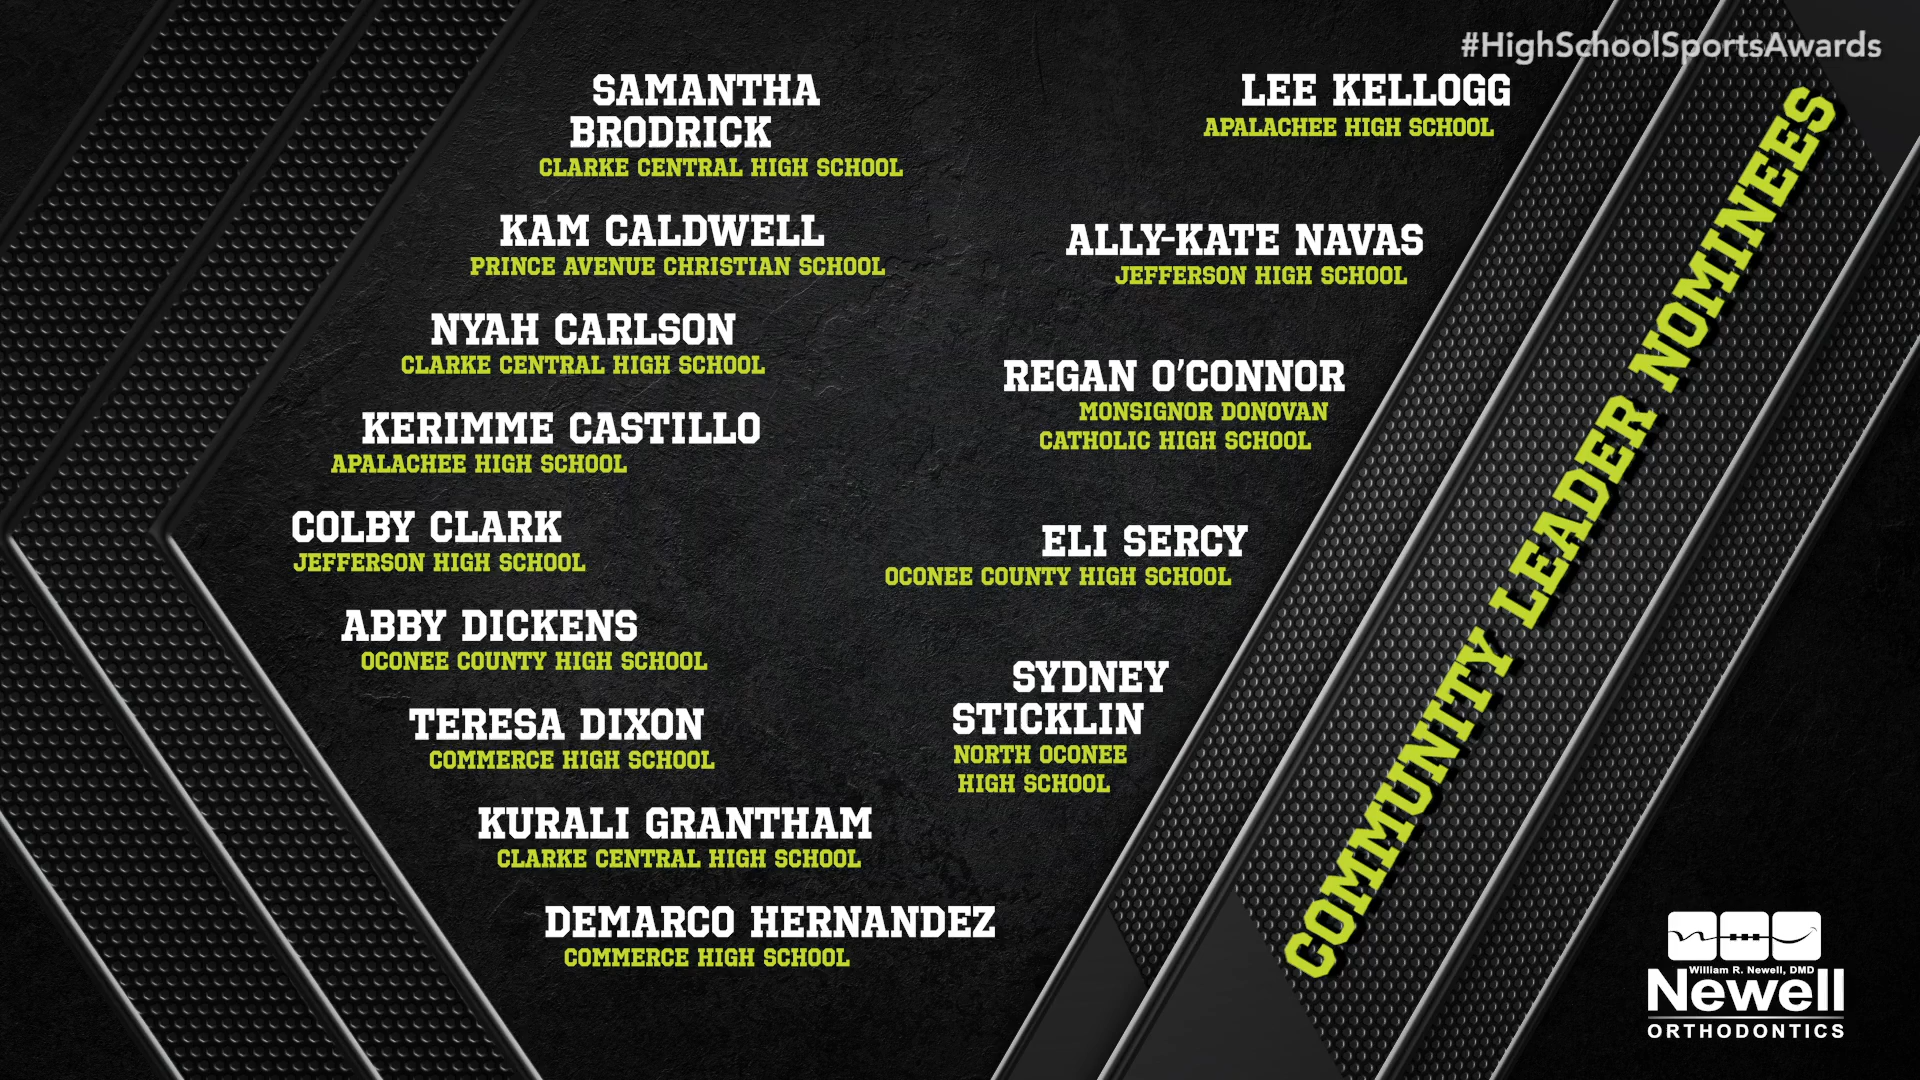 #HighSchoolSportsAwards
SAMANTHA
BRODRICK
CLARKE CENTRAL HIGH SCHOOL
KAM CALDWELL
PRINCE AVENUE CHRISTIAN SCHOOL
NYAH CARLSON
CLARKE CENTRAL HIGH SCHOOL
KERIMME CASTILLO
APALACHEE HIGH SCHOOL
COLBY CLARK
JEFFERSON HIGH SCHOOL
ABBY DICKENS
OCONEE COUNTY HIGH SCHOOL
TERESA DIXON
COMMERCE HIGH SCHOOL
KURALI GRANTHAM
CLARKE CENTRAL HIGH SCHOOL
DEMARCO HERNANDEZ
COMMERCE HIGH SCHOOL
LEE KELLOGG
APALACHEE HIGH SCHOOL
ALLY-KATE NAVAS
JEFFERSON HIGH SCHOOL
REGAN O'CONNOR
MONSIGNOR DONOVAN
CATHOLIC HIGH SCHOOL
ELI SERCY
OCONEE COUNTY HIGH SCHOOL
SYDNEY
STICKLIN
NORTH OCONEE
HIGH SCHOOL
COMMUNITY LEADER NOMINEES
William R. Newell, DMD
Newell
ORTHODONTICS